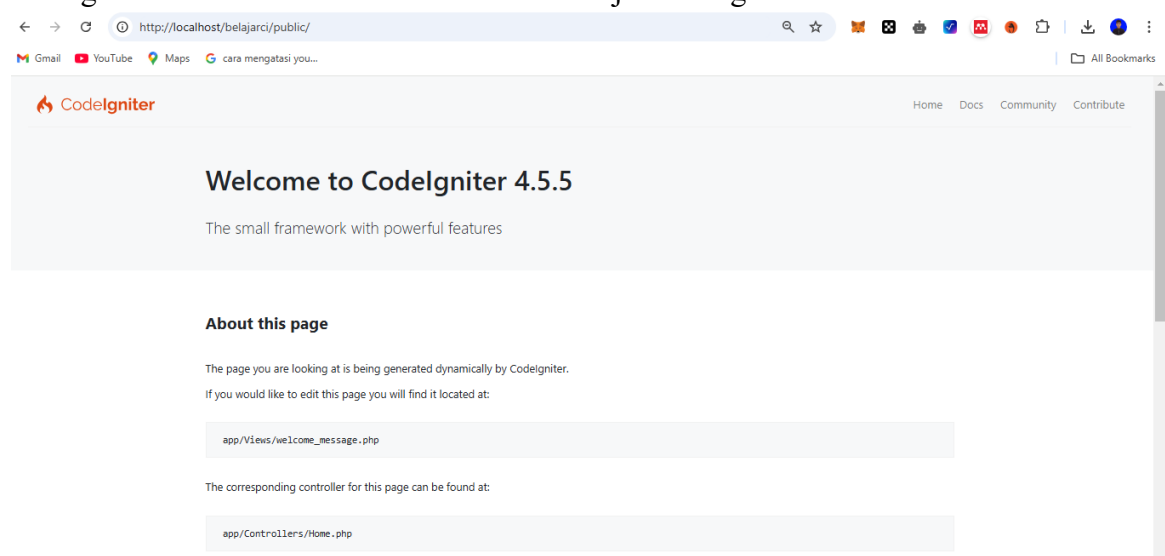 http://localhost/belajarci/public/
Gmail YouTube Maps cara mengatasi you... All Bookmarks
CodeIgniter Home Docs Community Contribute
Welcome to CodeIgniter 4.5.5
The small framework with powerful features
About this page
The page you are looking at is being generated dynamically by CodeIgniter.
If you would like to edit this page you will find it located at:
app/Views/welcome_message.php
The corresponding controller for this page can be found at:
app/Controllers/Home.php